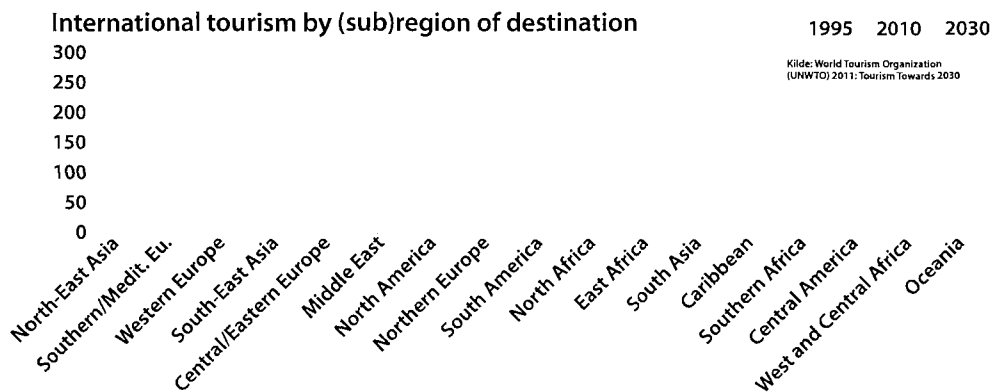 International tourism by (sub)region of destination
1995 2010 2030
Kilde: World Tourism Organization
(UNWTO) 2011: Tourism Towards 2030
300
250
200
150
100
50
0
North-East Asia
Southern/Medit. Eu.
Western Europe
South-East Asia
Central/Eastern Europe
Middle East
North America
Northern Europe
South America
North Africa
East Africa
South Asia
Caribbean
Southern Africa
Central America
West and Central Africa
Oceania